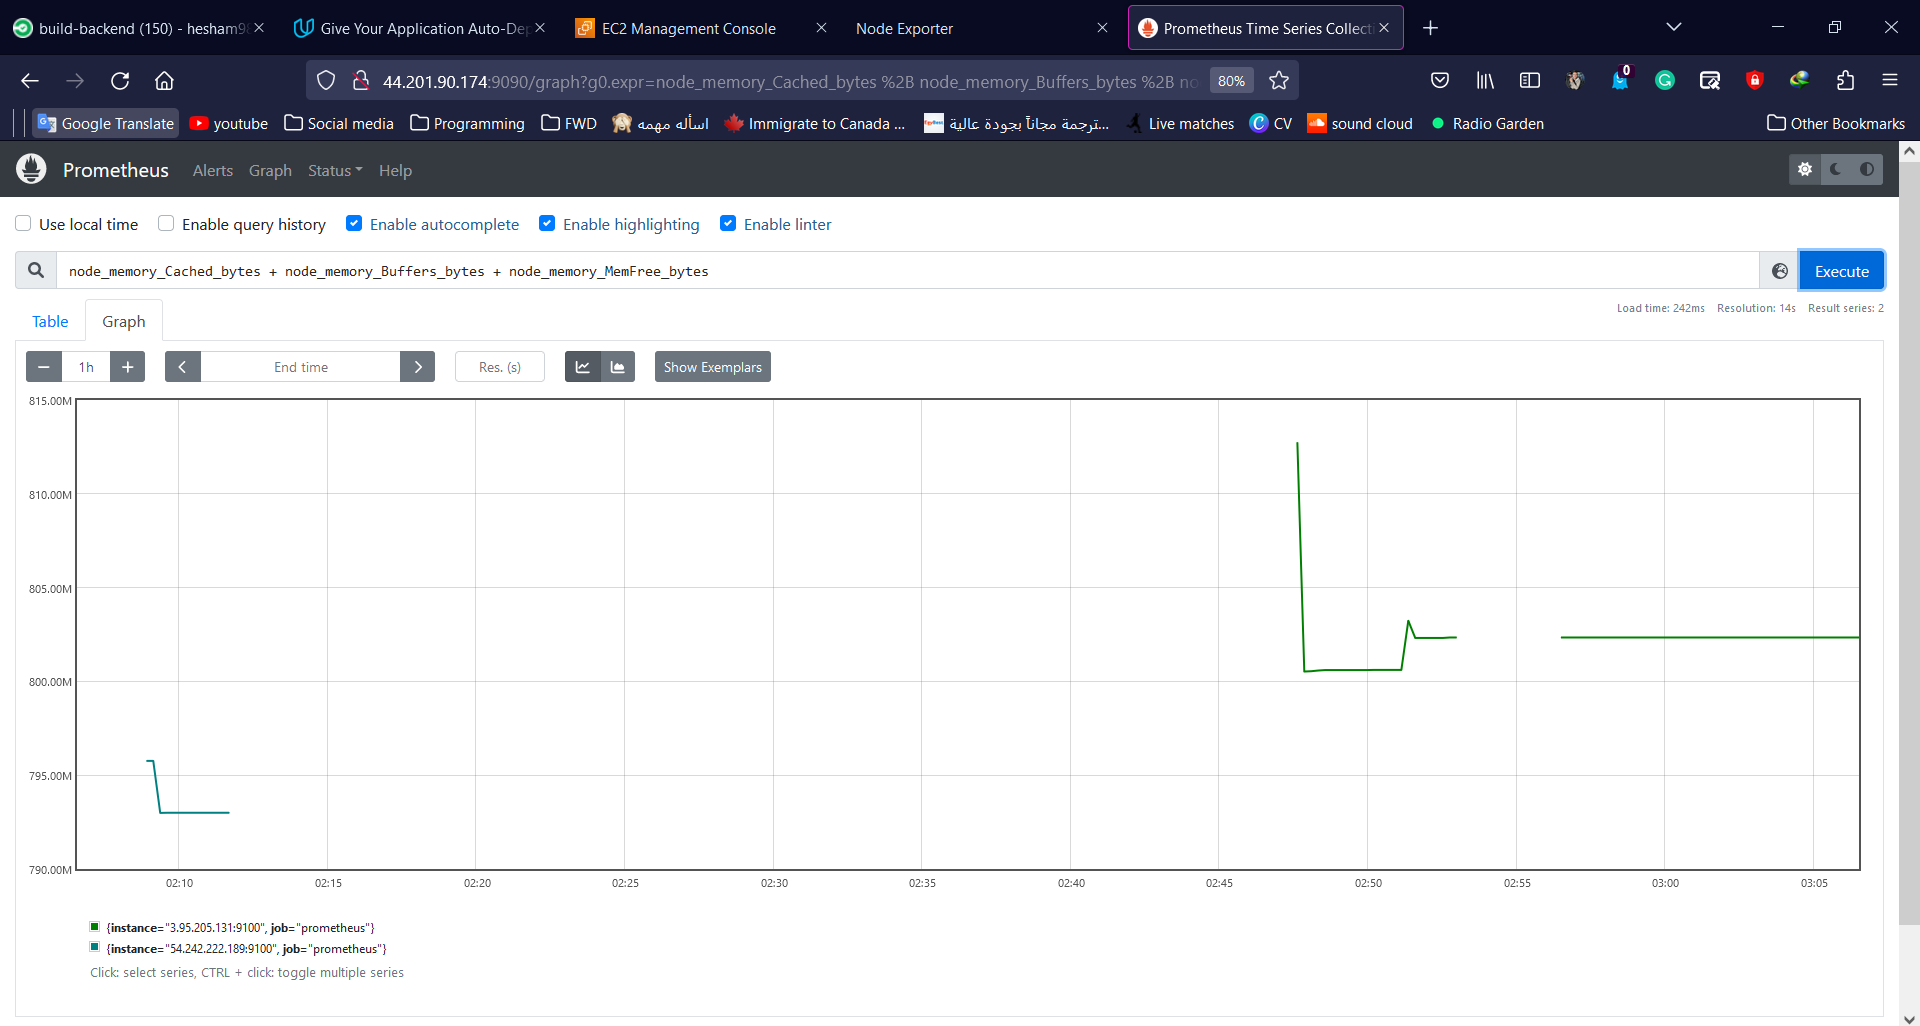 build-backend (150) - hesham98
Give Your Application Auto-Dep
EC2 Management Console
Node Exporter
Prometheus Time Series Collecti
44.201.90.174:9090/graph?g0.expr=node_memory_Cached_bytes %2B node_memory_Buffers_bytes %2B no
80%
0
Google Translate
youtube
Social media
Programming
FWD
اسأله مهمه
Immigrate to Canada ...
ترجمة مجاناً بجودة عالية...
Live matches
CV
sound cloud
Radio Garden
Other Bookmarks
Prometheus
Alerts
Graph
Status
Help
Use local time
Enable query history
Enable autocomplete
Enable highlighting
Enable linter
node_memory_Cached_bytes + node_memory_Buffers_bytes + node_memory_MemFree_bytes
Execute
Table
Graph
Load time: 242ms
Resolution: 14s
Result series: 2
1h
End time
Res. (s)
Show Exemplars
815.00M
810.00M
805.00M
800.00M
795.00M
790.00M
02:10
02:15
02:20
02:25
02:30
02:35
02:40
02:45
02:50
02:55
03:00
03:05
{instance="3.95.205.131:9100", job="prometheus"}
{instance="54.242.222.189:9100", job="prometheus"}
Click: select series, CTRL + click: toggle multiple series